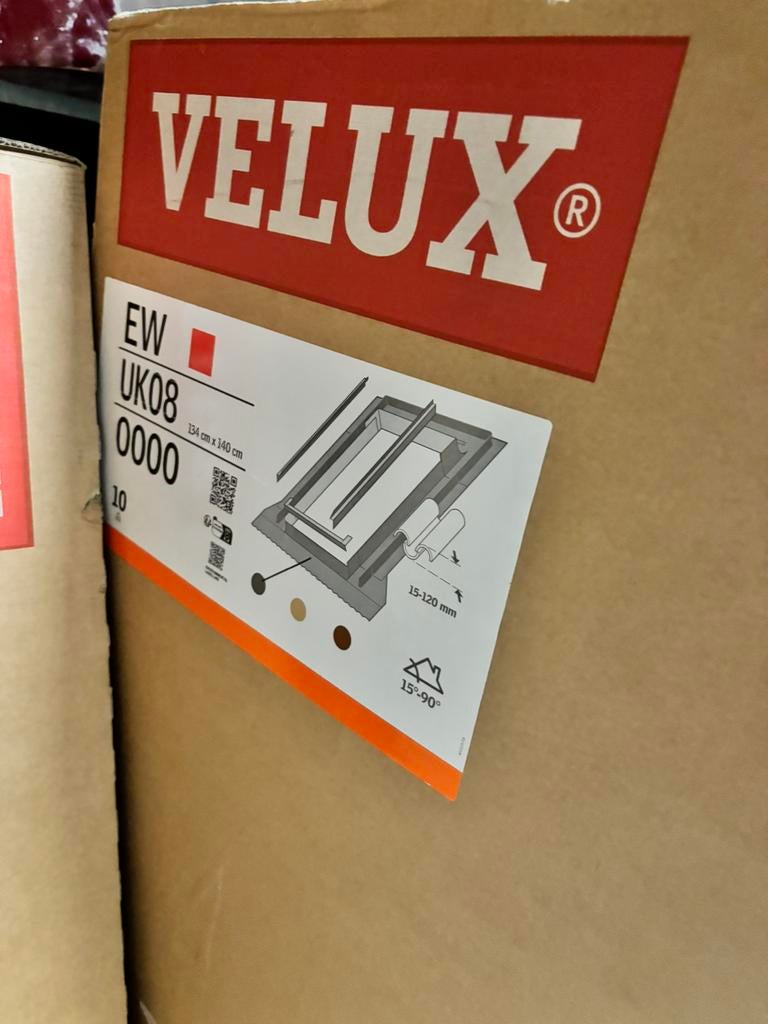 VELUX®
EW
UK08
134 cm x 140 cm
0000
10
15-120 mm
15°-90°